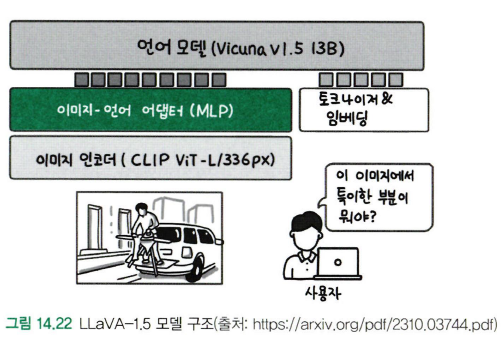 언어 모델 (Vicuna v1.5 13B)
이미지-언어 어댑터 (MLP)
토크나이저 &
임베딩
이미지 인코더 (CLIP ViT-L/336px)
이 이미지에서
특이한 부분이
뭐야?
사용자
그림 14.22 LLaVA-1.5 모델 구조(출처: https://arxiv.org/pdf/2310.03744.pdf)